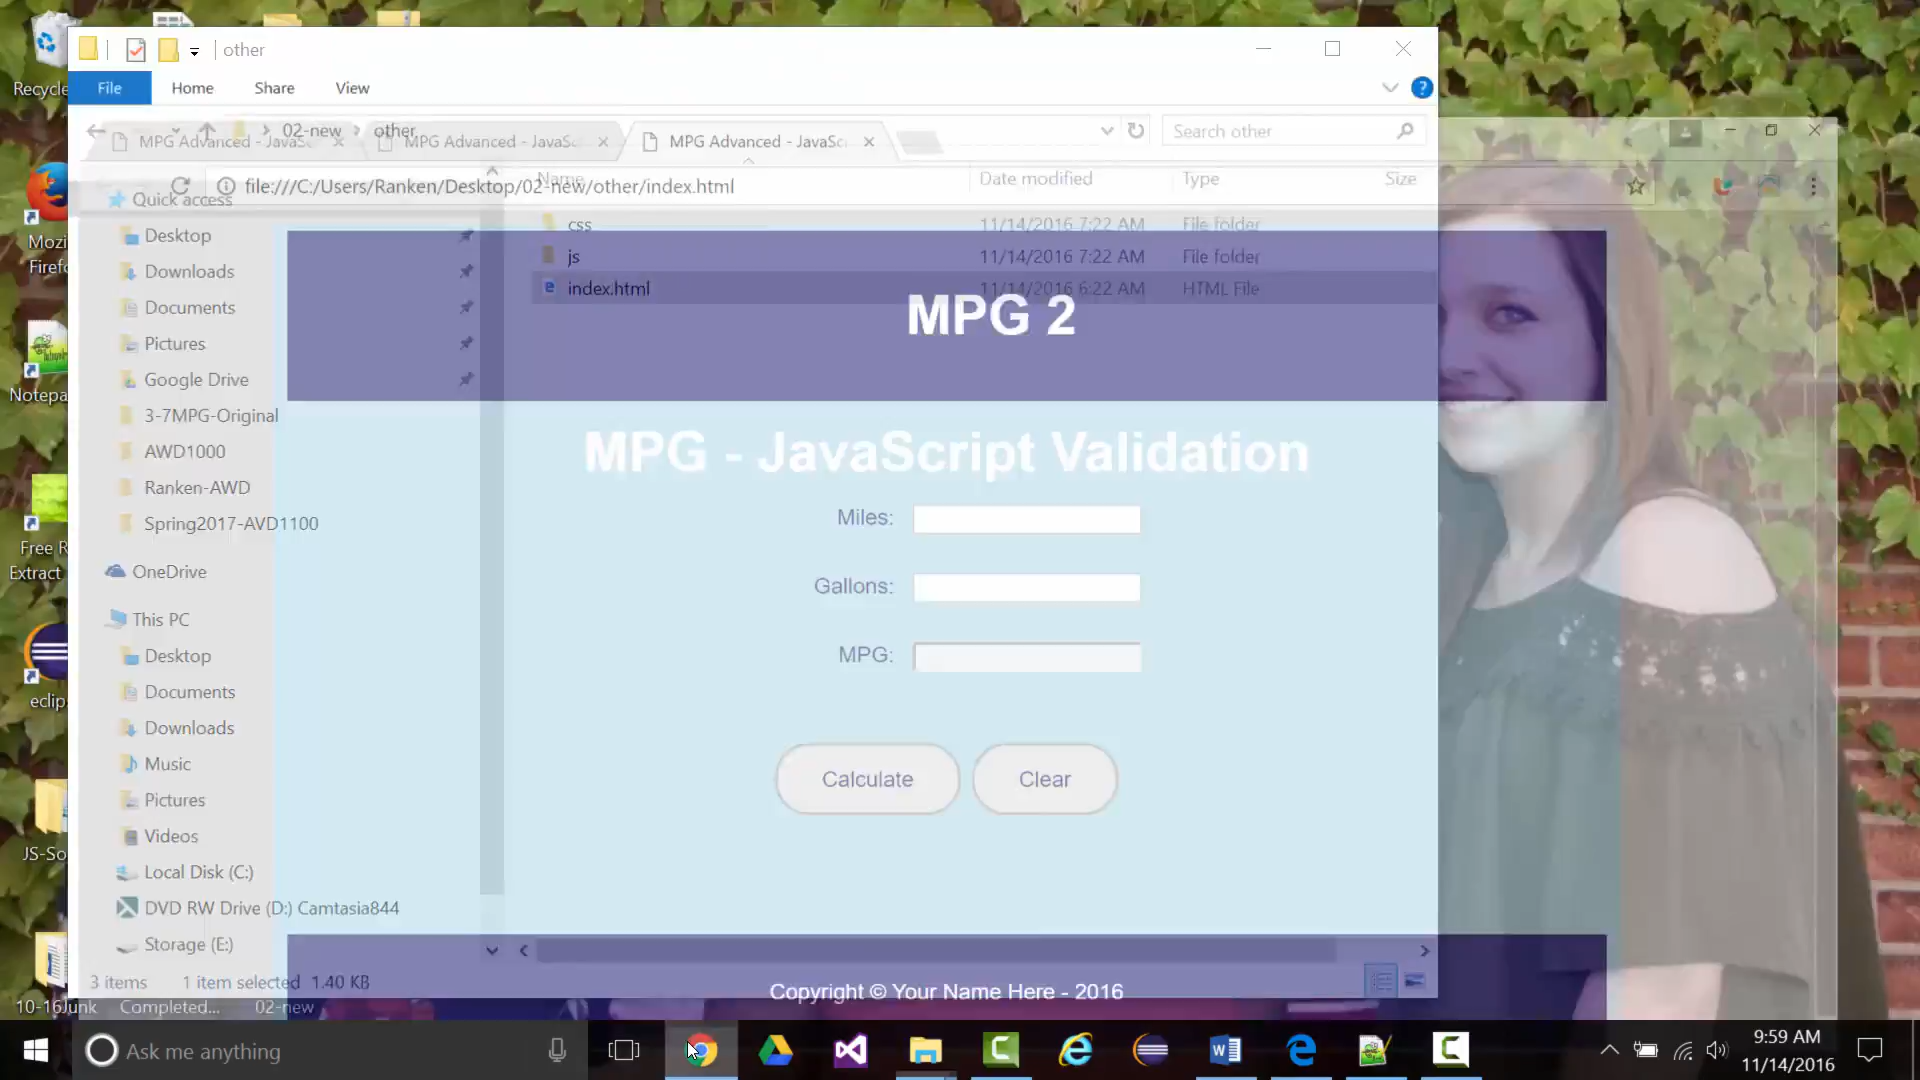 other
File Home Share View
02-new other
Search other
MPG Advanced - JavaSc
MPG Advanced - JavaSc
MPG Advanced - JavaSc
file:///C:/Users/Ranken/Desktop/02-new/other/index.html
Name Date modified Type Size
css 11/14/2016 7:22 AM File folder
js 11/14/2016 7:22 AM File folder
index.html 11/14/2016 6:22 AM HTML File
Quick access
Desktop
Downloads
Documents
Pictures
Google Drive
3-7MPG-Original
AWD1000
Ranken-AWD
Spring2017-AVD1100
OneDrive
This PC
Desktop
Documents
Downloads
Music
Pictures
Videos
Local Disk (C:)
DVD RW Drive (D:) Camtasia844
Storage (E:)
3 items 1 item selected 1.40 KB
MPG 2
MPG - JavaScript Validation
Miles:
Gallons:
MPG:
Calculate Clear
Copyright © Your Name Here - 2016
Recycle
Mozi
Firefo
Notepa
Free R
Extract
eclip
JS-So
10-16Junk Completed... 02-new
Ask me anything
9:59 AM
11/14/2016